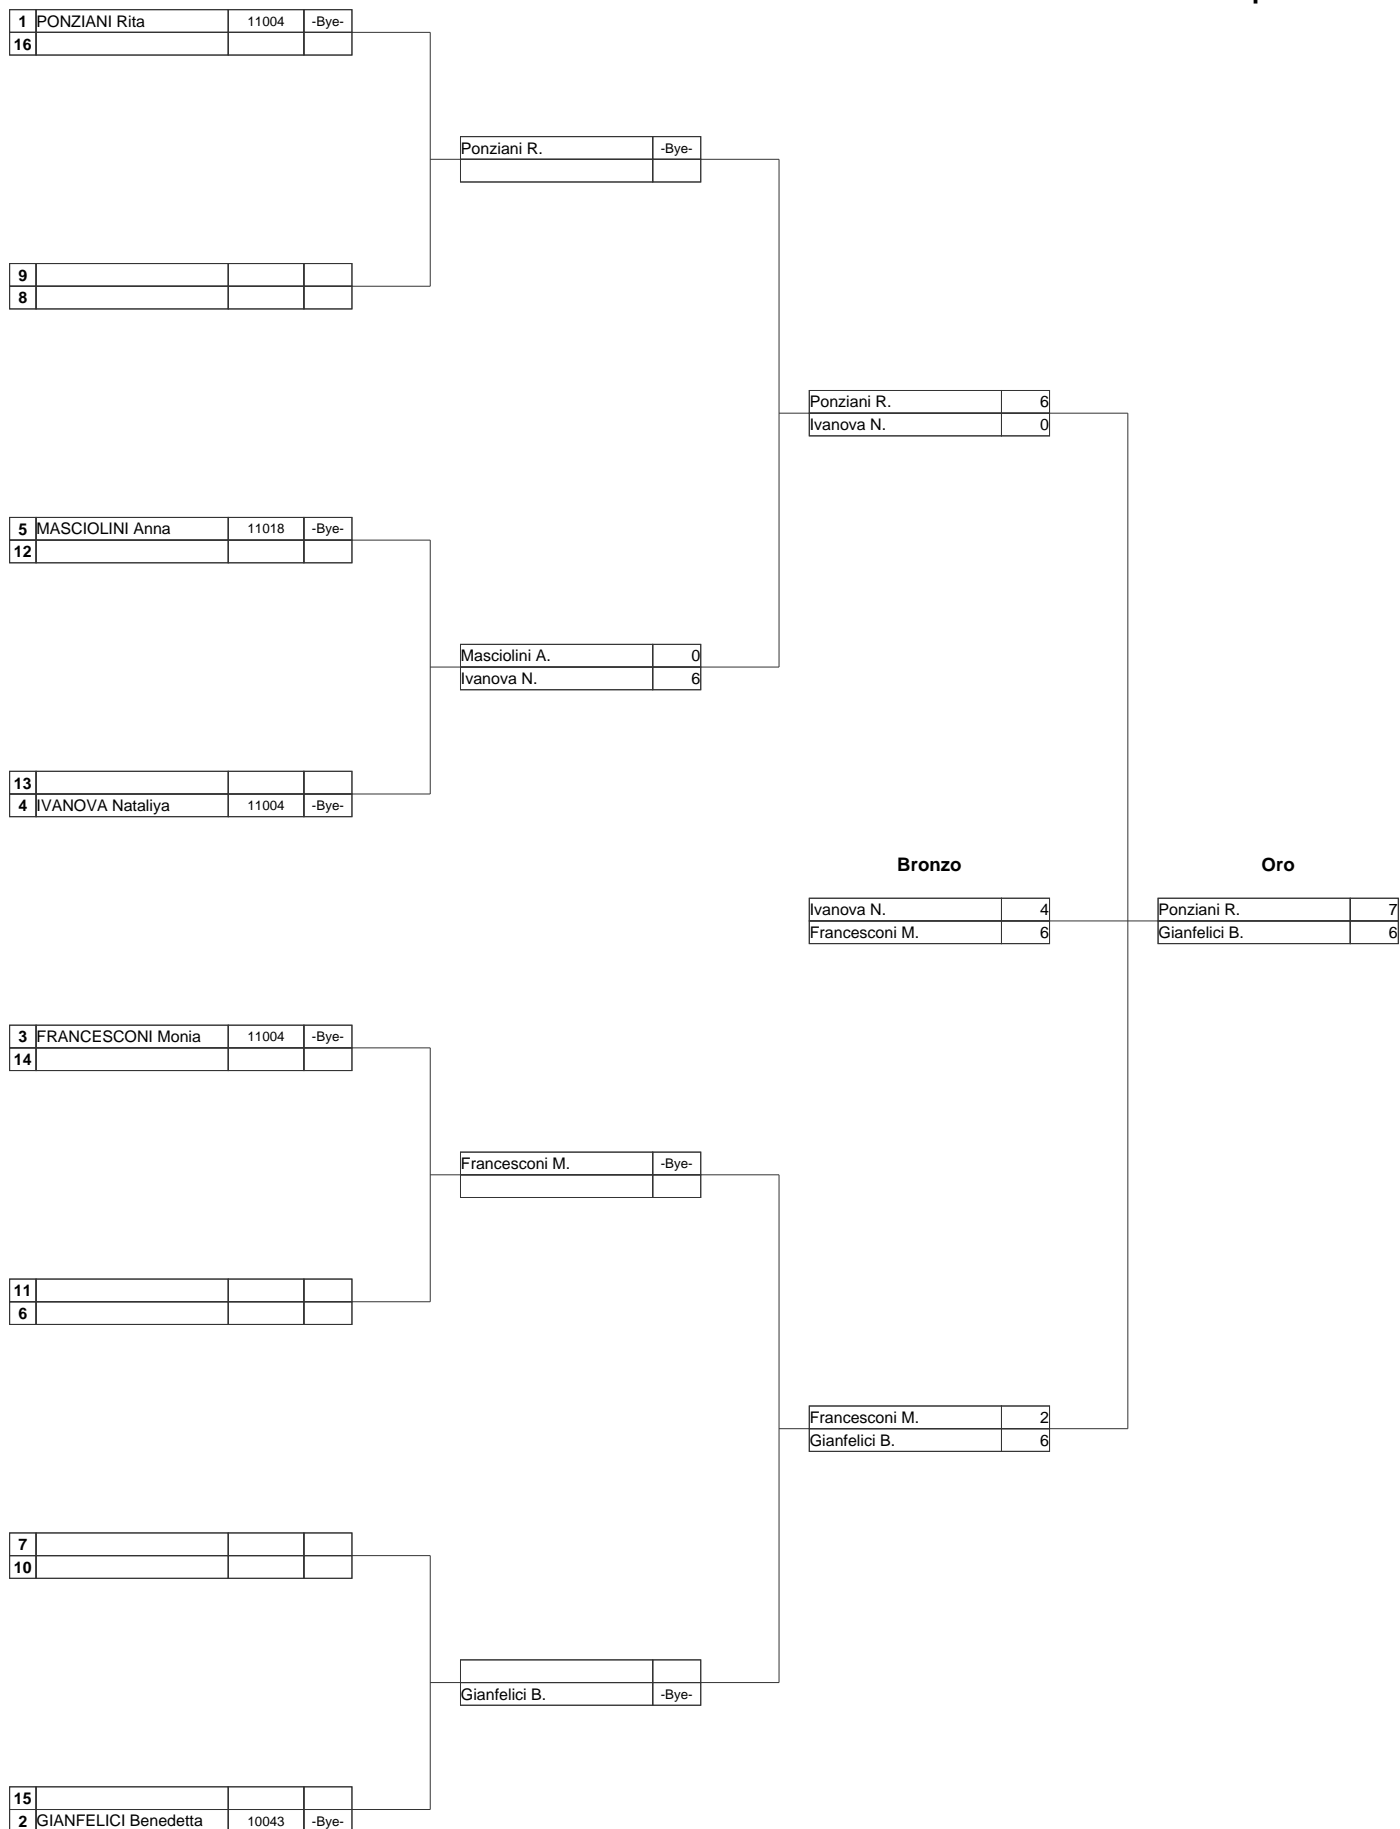 1 PONZIANI Rita 11004 -Bye-
16
Ponziani R. -Bye-
9
8
Ponziani R. 6
Ivanova N. 0
5 MASCIOLINI Anna 11018 -Bye-
12
Masciolini A. 0
Ivanova N. 6
13
4 IVANOVA Nataliya 11004 -Bye-
Bronzo Oro
Ivanova N. 4 Ponziani R. 7
Francesconi M. 6 Gianfelici B. 6
3 FRANCESCONI Monia 11004 -Bye-
14
Francesconi M. -Bye-
11
6
Francesconi M. 2
Gianfelici B. 6
7
10
Gianfelici B. -Bye-
15
2 GIANFELICI Benedetta 10043 -Bye-